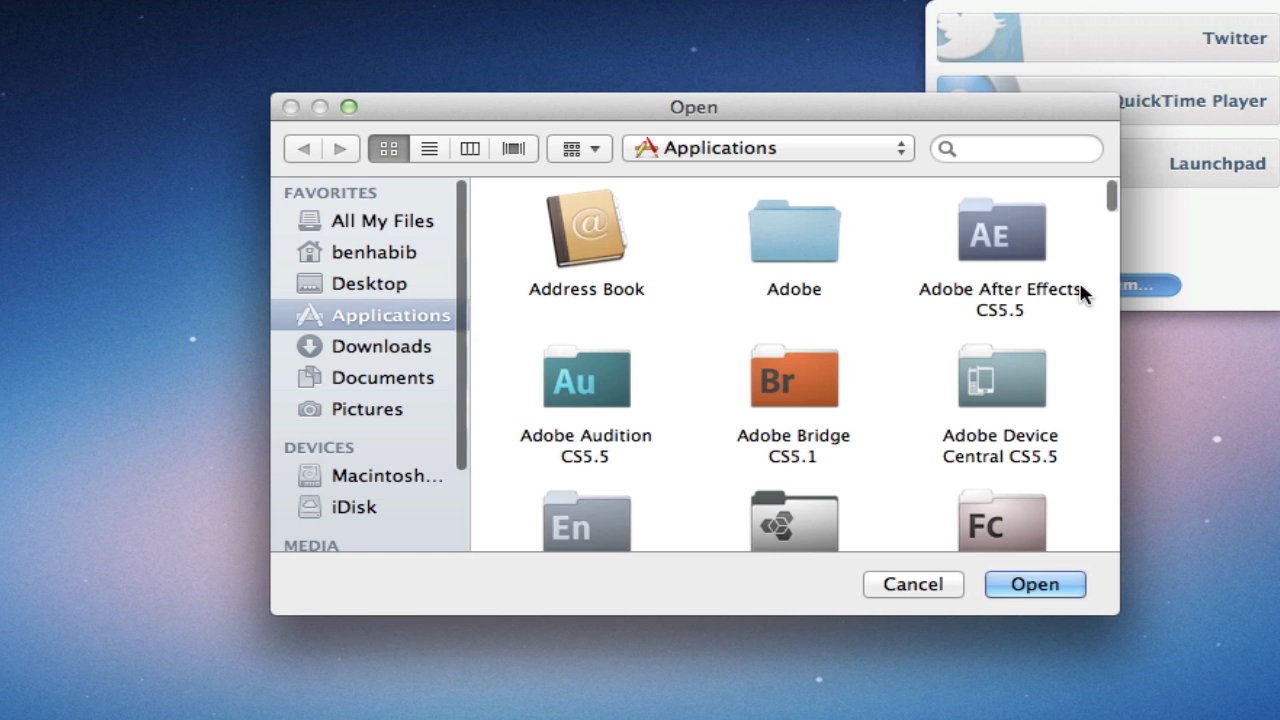 Twitter
QuickTime Player
Launchpad
em...
Open
Applications
FAVORITES
All My Files
benhabib
Desktop
Applications
Downloads
Documents
Pictures
DEVICES
Macintosh...
iDisk
MEDIA
@
Address Book
Adobe
AE
Adobe After Effects
CS5.5
Au
Adobe Audition
CS5.5
Br
Adobe Bridge
CS5.1
Adobe Device
Central CS5.5
En
Fc
Cancel
Open